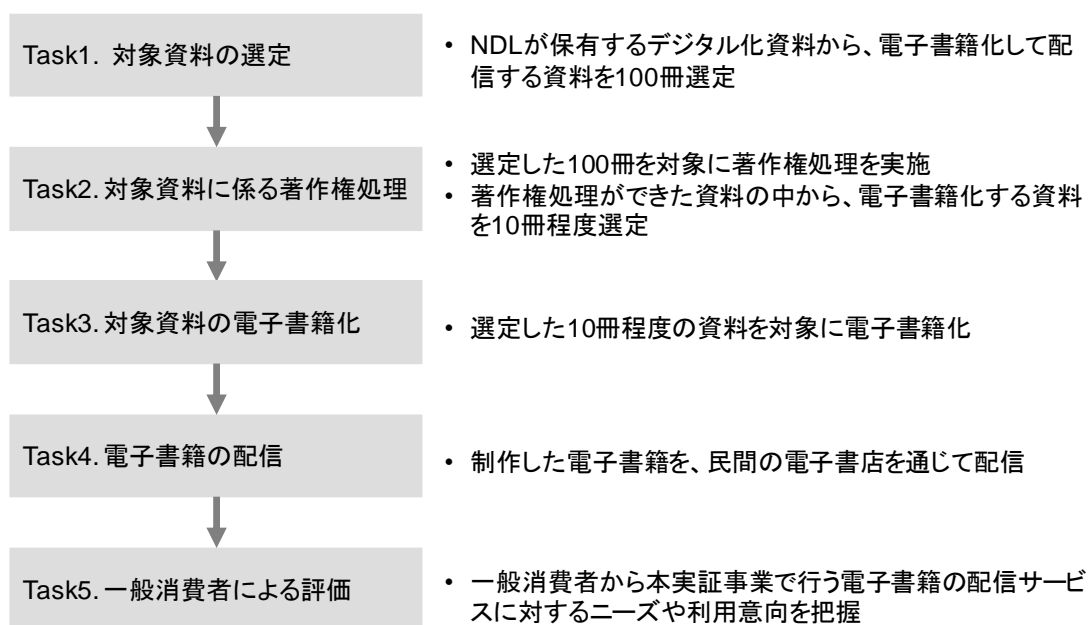 Task1. 対象資料の選定
• NDLが保有するデジタル化資料から、電子書籍化して配
信する資料を100冊選定
Task2. 対象資料に係る著作権処理
• 選定した100冊を対象に著作権処理を実施
• 著作権処理ができた資料の中から、電子書籍化する資料
を10冊程度選定
Task3. 対象資料の電子書籍化
• 選定した10冊程度の資料を対象に電子書籍化
Task4. 電子書籍の配信
• 制作した電子書籍を、民間の電子書店を通じて配信
Task5. 一般消費者による評価
• 一般消費者から本実証事業で行う電子書籍の配信サービ
スに対するニーズや利用意向を把握